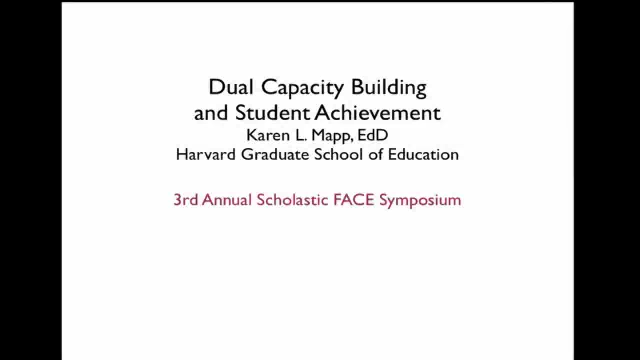 Dual Capacity Building
and Student Achievement
Karen L. Mapp, EdD
Harvard Graduate School of Education
3rd Annual Scholastic FACE Symposium